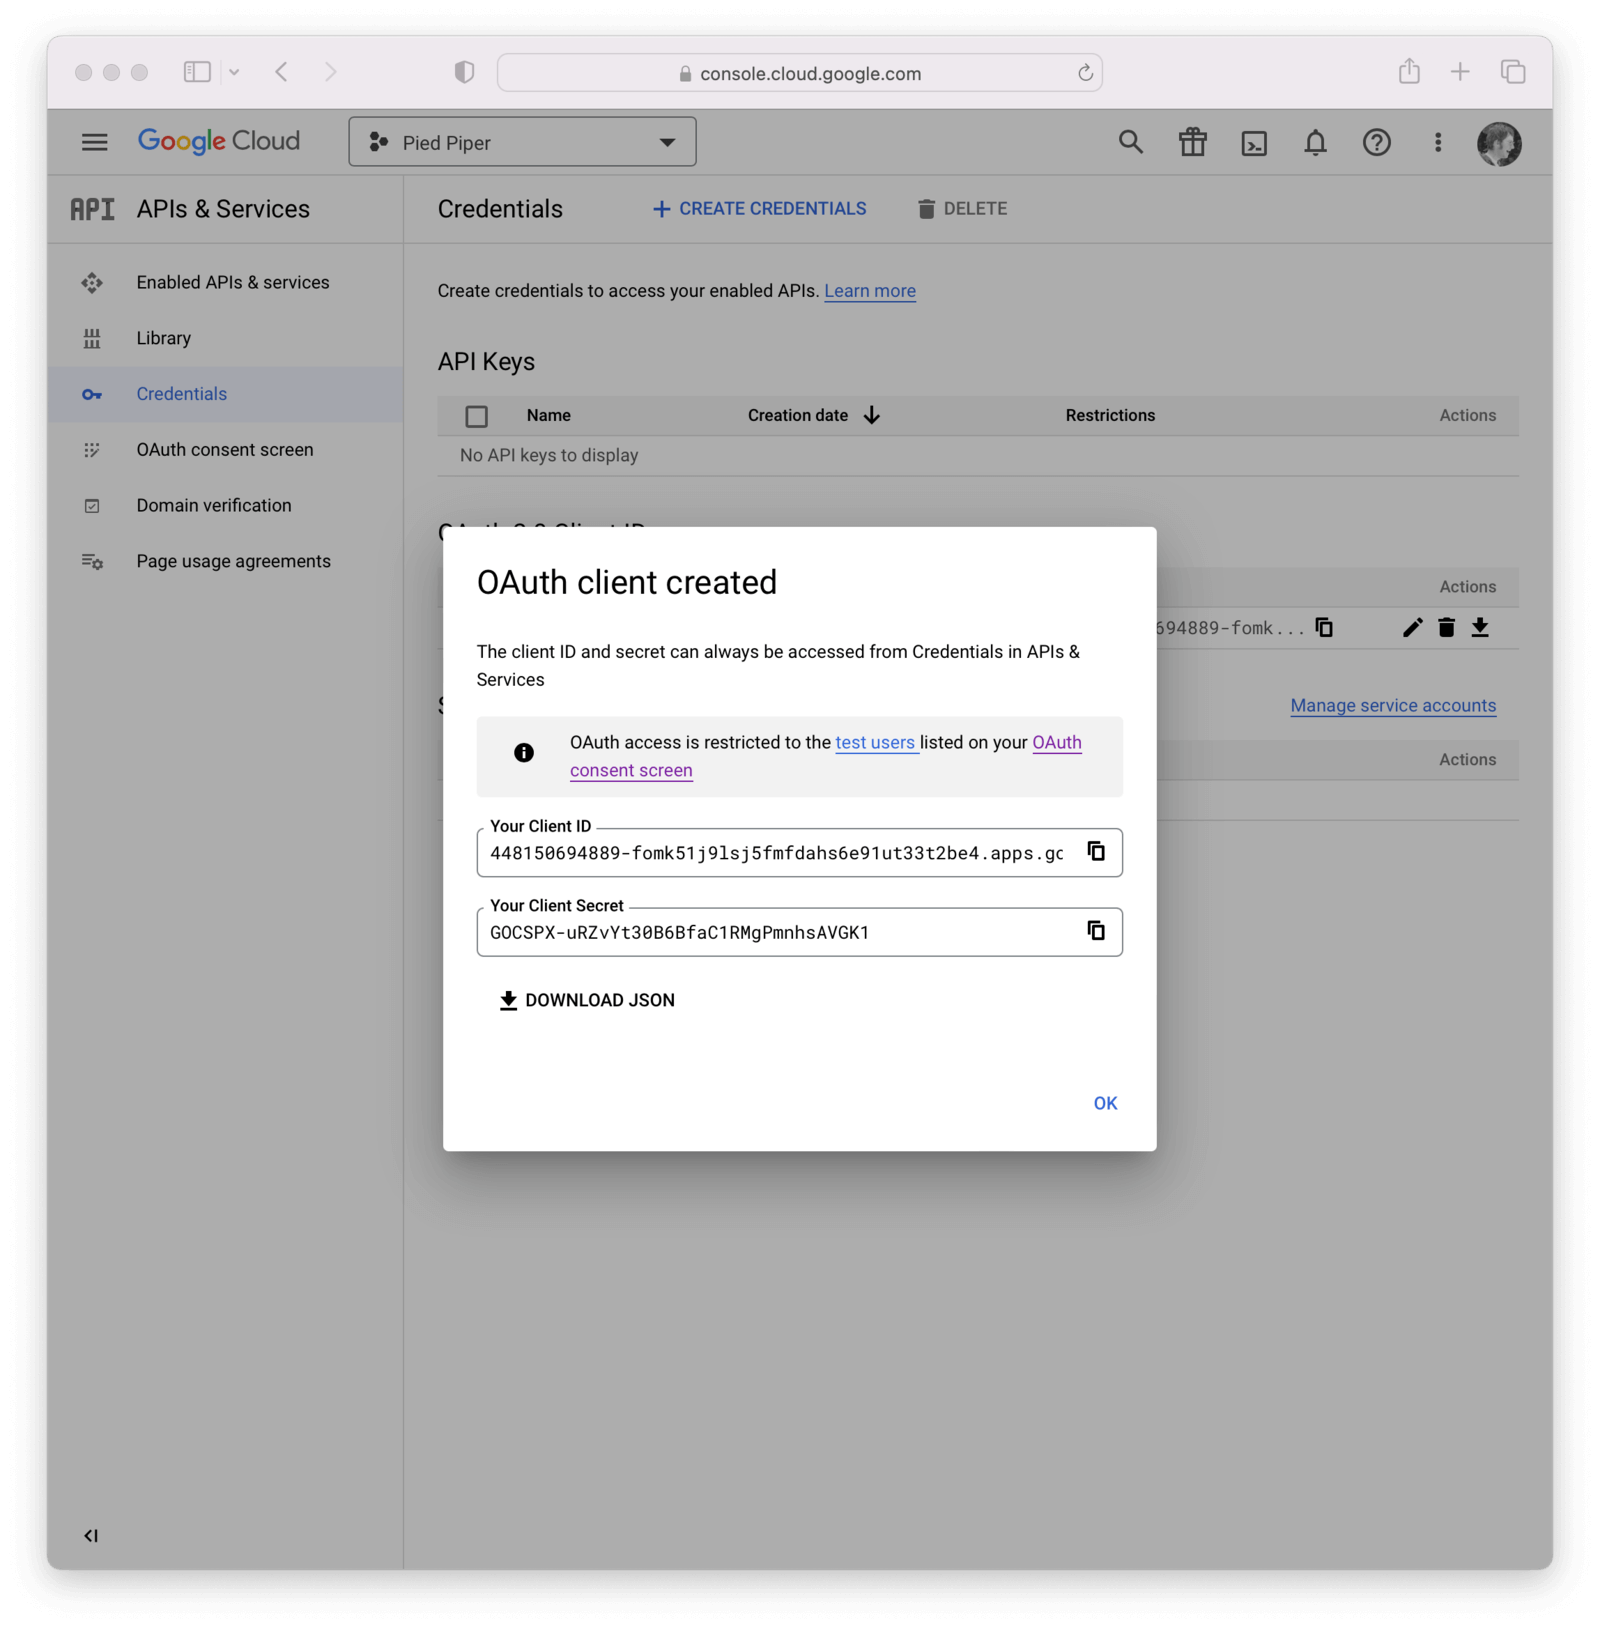 console.cloud.google.com
Google Cloud
Pied Piper
API APIs & Services
Credentials
CREATE CREDENTIALS
DELETE
Enabled APIs & services
Library
Credentials
OAuth consent screen
Domain verification
Page usage agreements
Create credentials to access your enabled APIs. Learn more
API Keys
Name Creation date Restrictions Actions
No API keys to display
Actions
694889-fomk...
Manage service accounts
Actions
OAuth client created
The client ID and secret can always be accessed from Credentials in APIs &
Services
OAuth access is restricted to the test users listed on your OAuth
consent screen
Your Client ID
448150694889-fomk51j9lsj5fmfdahs6e91ut33t2be4.apps.gc
Your Client Secret
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
DOWNLOAD JSON
OK